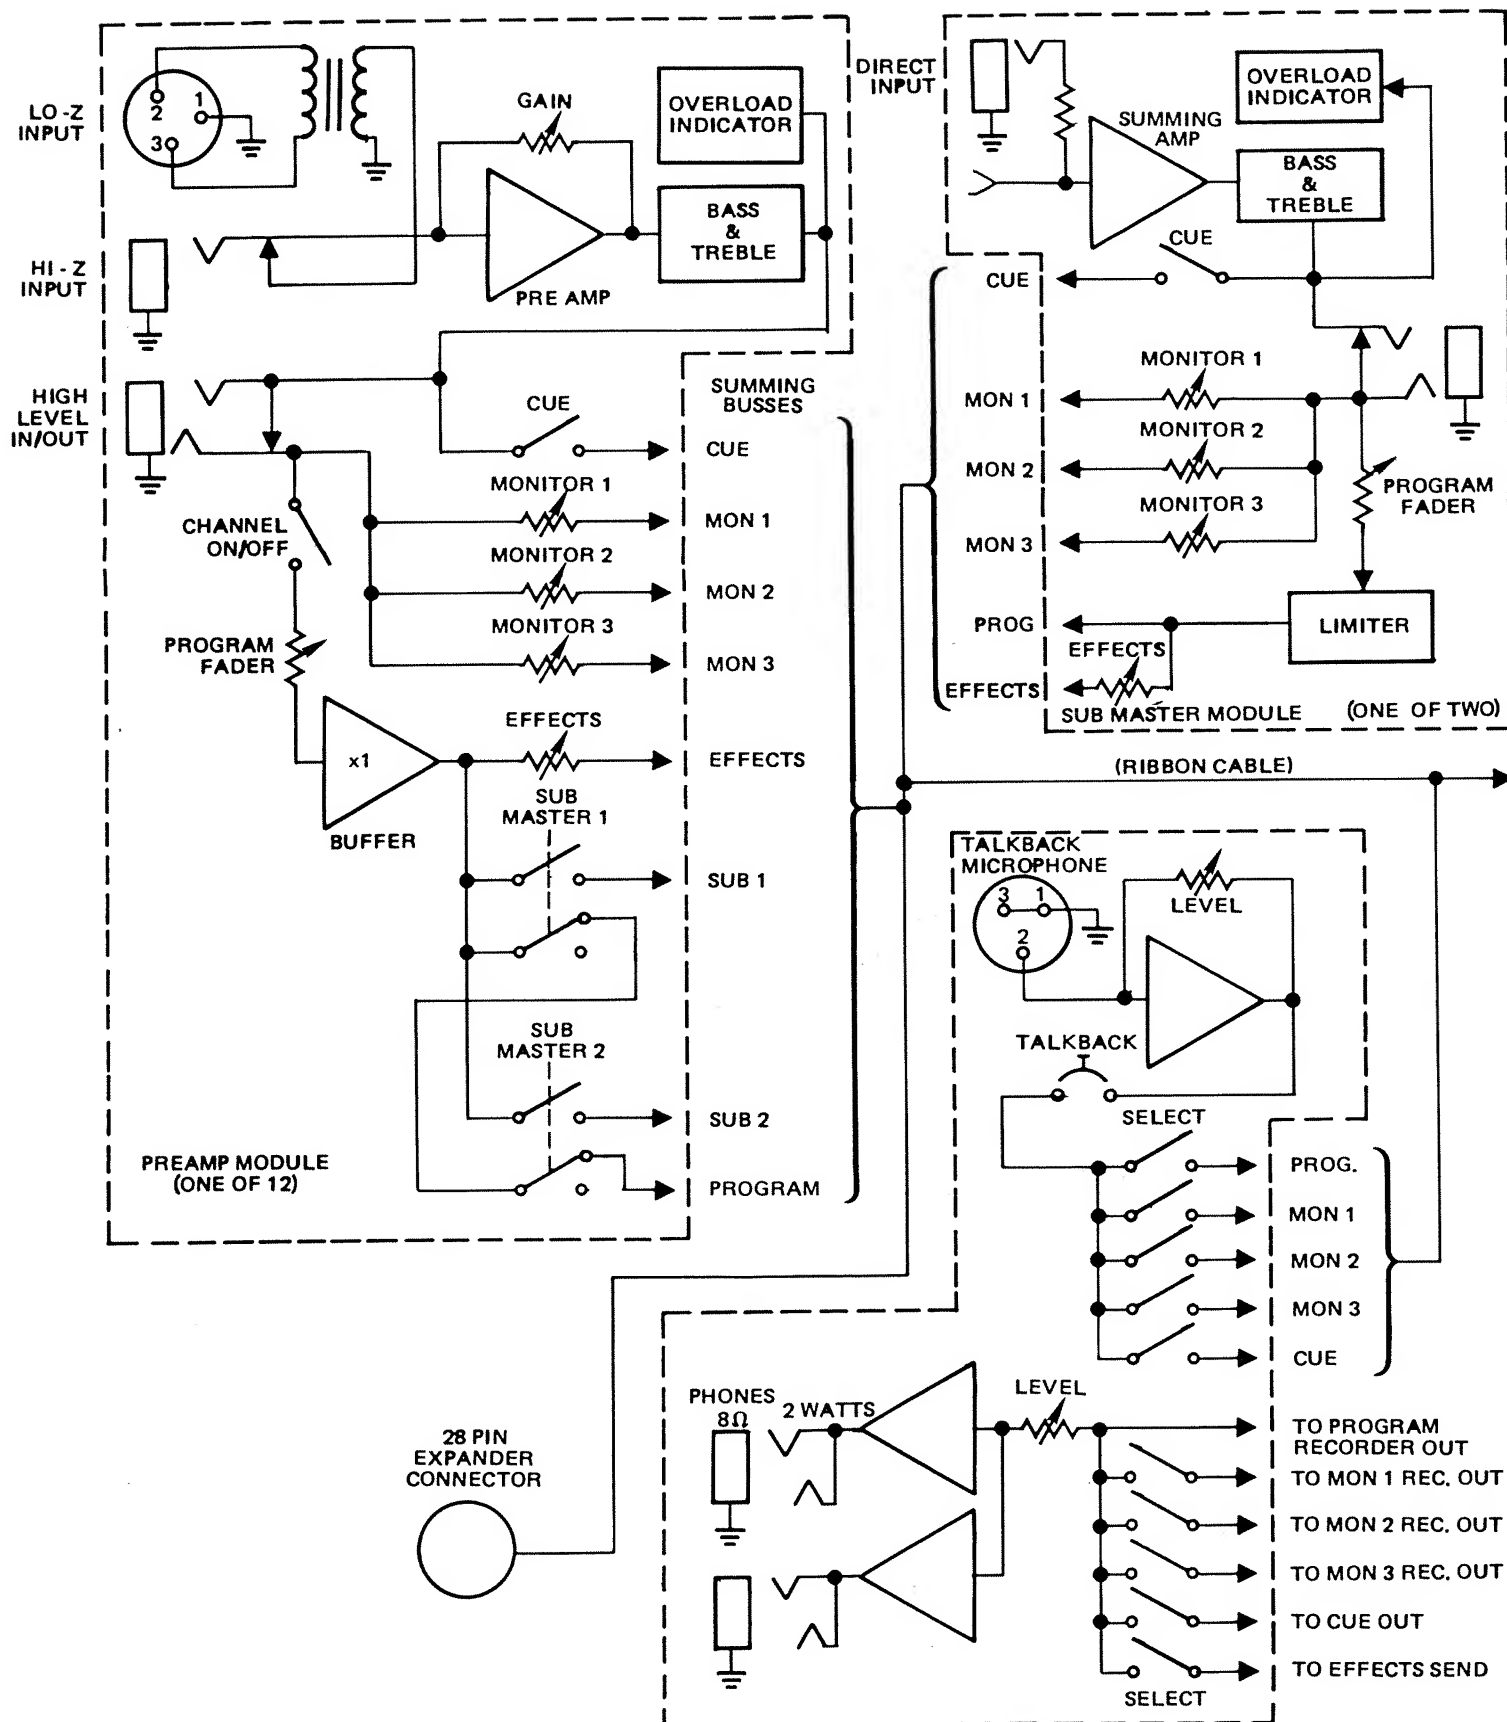 LO-Z
INPUT
2
1
3
GAIN
OVERLOAD
INDICATOR
BASS
&
TREBLE
PRE AMP
HI-Z
INPUT
HIGH
LEVEL
IN/OUT
SUMMING
BUSSES
CUE
CUE
MONITOR 1
MON 1
CHANNEL
ON/OFF
MONITOR 2
MON 2
MONITOR 3
MON 3
PROGRAM
FADER
EFFECTS
EFFECTS
x1
BUFFER
SUB
MASTER 1
SUB 1
SUB
MASTER 2
SUB 2
PROGRAM
PREAMP MODULE
(ONE OF 12)
DIRECT
INPUT
SUMMING
AMP
OVERLOAD
INDICATOR
BASS
&
TREBLE
CUE
CUE
MONITOR 1
MON 1
MONITOR 2
MON 2
MONITOR 3
MON 3
PROGRAM
FADER
PROG
LIMITER
EFFECTS
EFFECTS
SUB MASTER MODULE
(ONE OF TWO)
(RIBBON CABLE)
TALKBACK
MICROPHONE
3
1
2
LEVEL
TALKBACK
SELECT
PROG.
MON 1
MON 2
MON 3
CUE
28 PIN
EXPANDER
CONNECTOR
PHONES
8Ω
2 WATTS
LEVEL
TO PROGRAM
RECORDER OUT
TO MON 1 REC. OUT
TO MON 2 REC. OUT
TO MON 3 REC. OUT
TO CUE OUT
TO EFFECTS SEND
SELECT